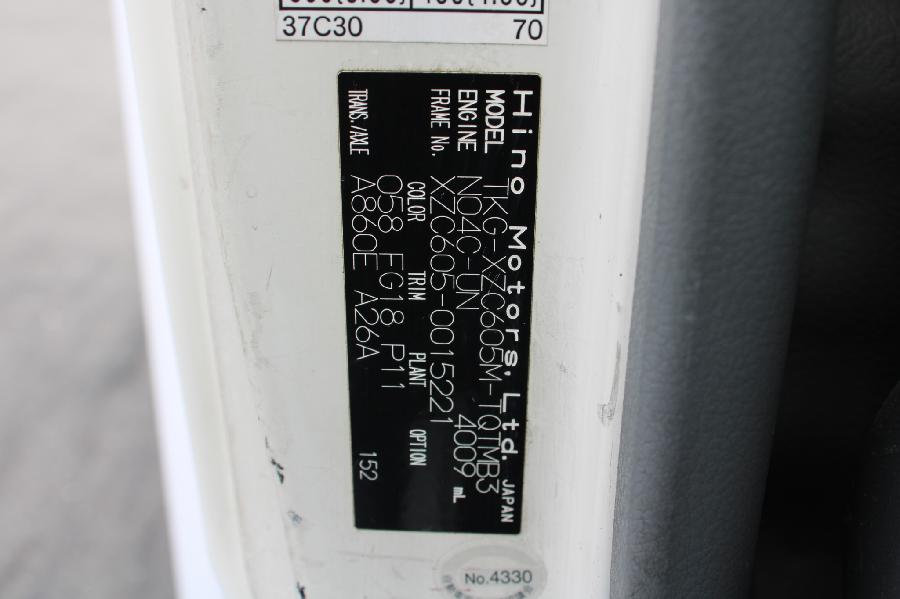 37C30 70
Hino Motors, Ltd. JAPAN
MODEL TKG-XZC605M-TQTMB3
ENGINE N04C-UN 4009 mL
FRAME No. XZC605-0015221
COLOR TRIM PLANT OPTION
058 FG18 P11
TRANS./AXLE A860E A26A 152
No.4330